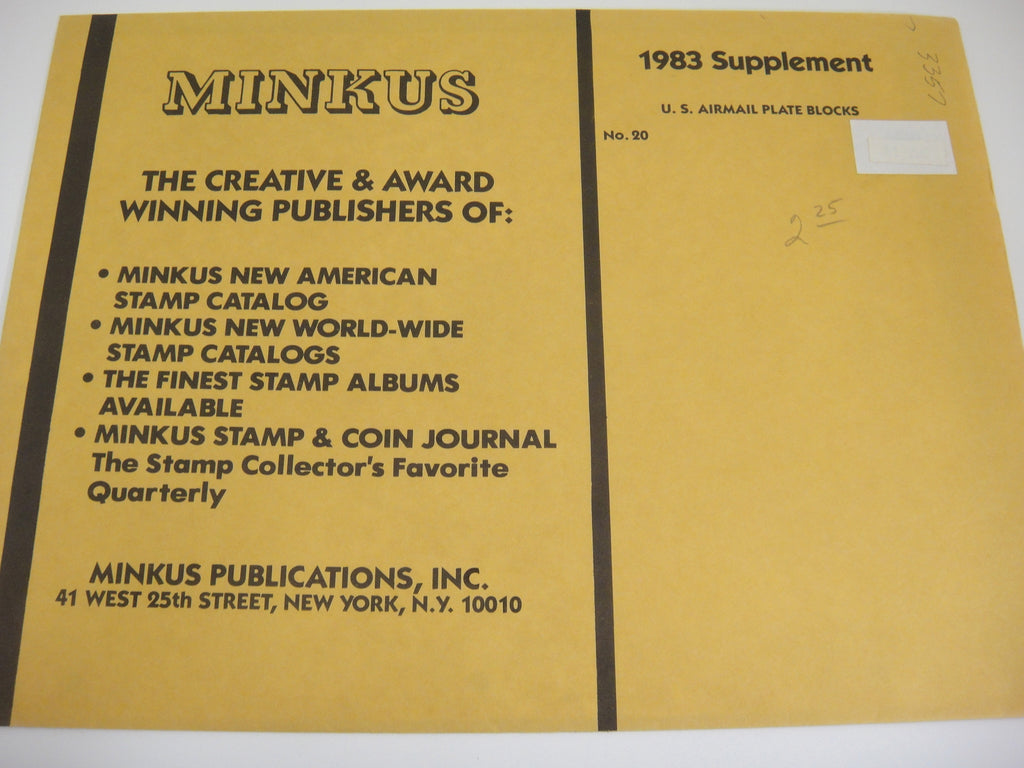 MINKUS
THE CREATIVE & AWARD
WINNING PUBLISHERS OF:
• MINKUS NEW AMERICAN
STAMP CATALOG
• MINKUS NEW WORLD-WIDE
STAMP CATALOGS
• THE FINEST STAMP ALBUMS
AVAILABLE
• MINKUS STAMP & COIN JOURNAL
The Stamp Collector's Favorite
Quarterly
MINKUS PUBLICATIONS, INC.
41 WEST 25th STREET, NEW YORK, N.Y. 10010
1983 Supplement
U. S. AIRMAIL PLATE BLOCKS
No. 20
2 25